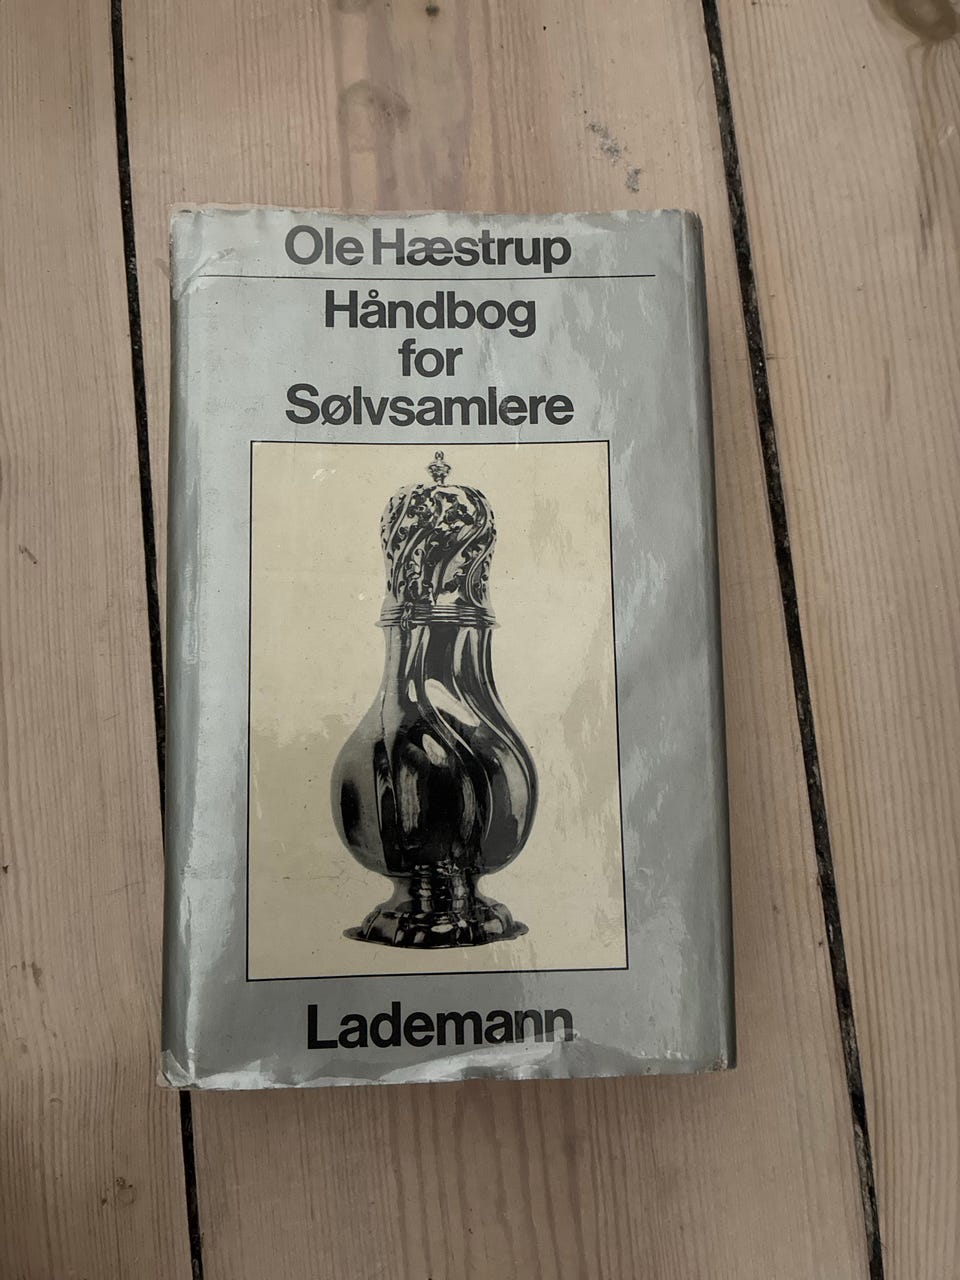 Ole Hæstrup
Håndbog
for
Sølvsamlere
Lademann